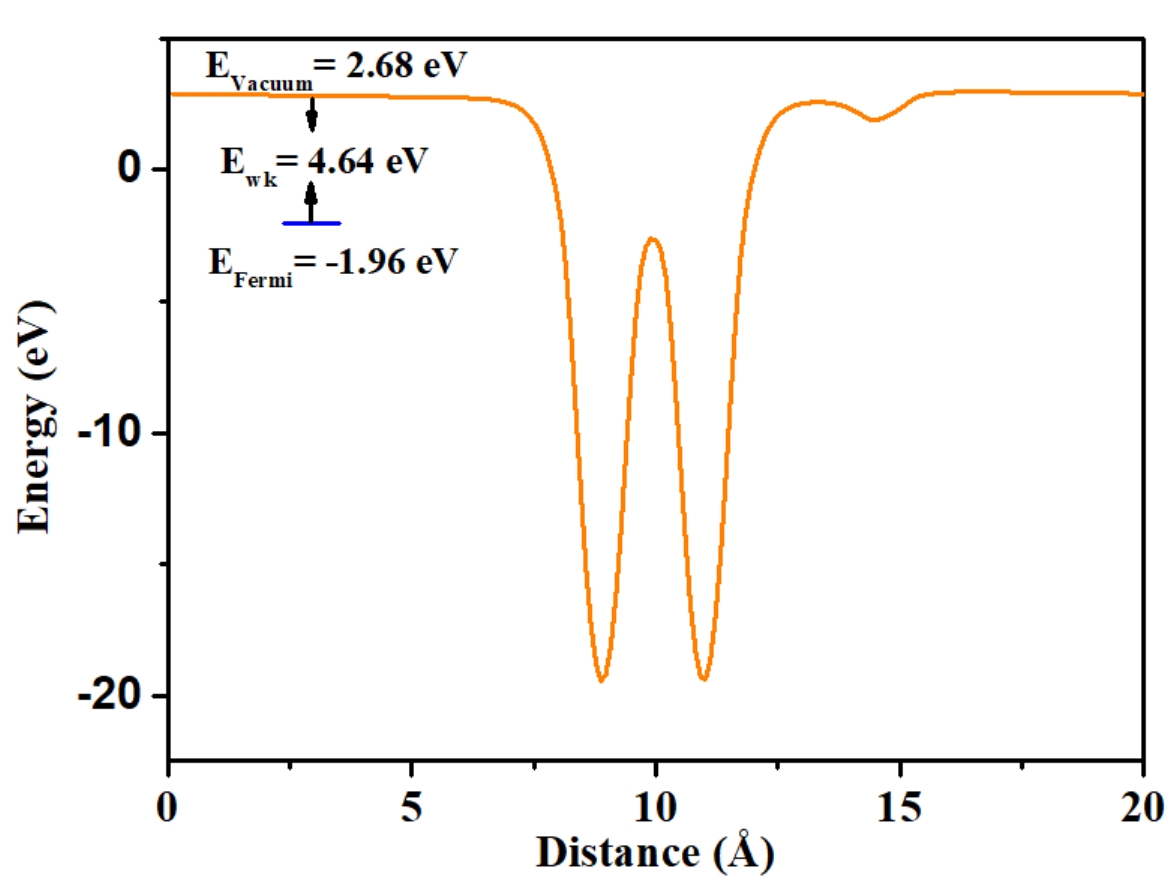 E_Vacuum = 2.68 eV
0
E_wk = 4.64 eV
E_Fermi = -1.96 eV
Energy (eV)
-10
-20
0 5 10 15 20
Distance (Å)